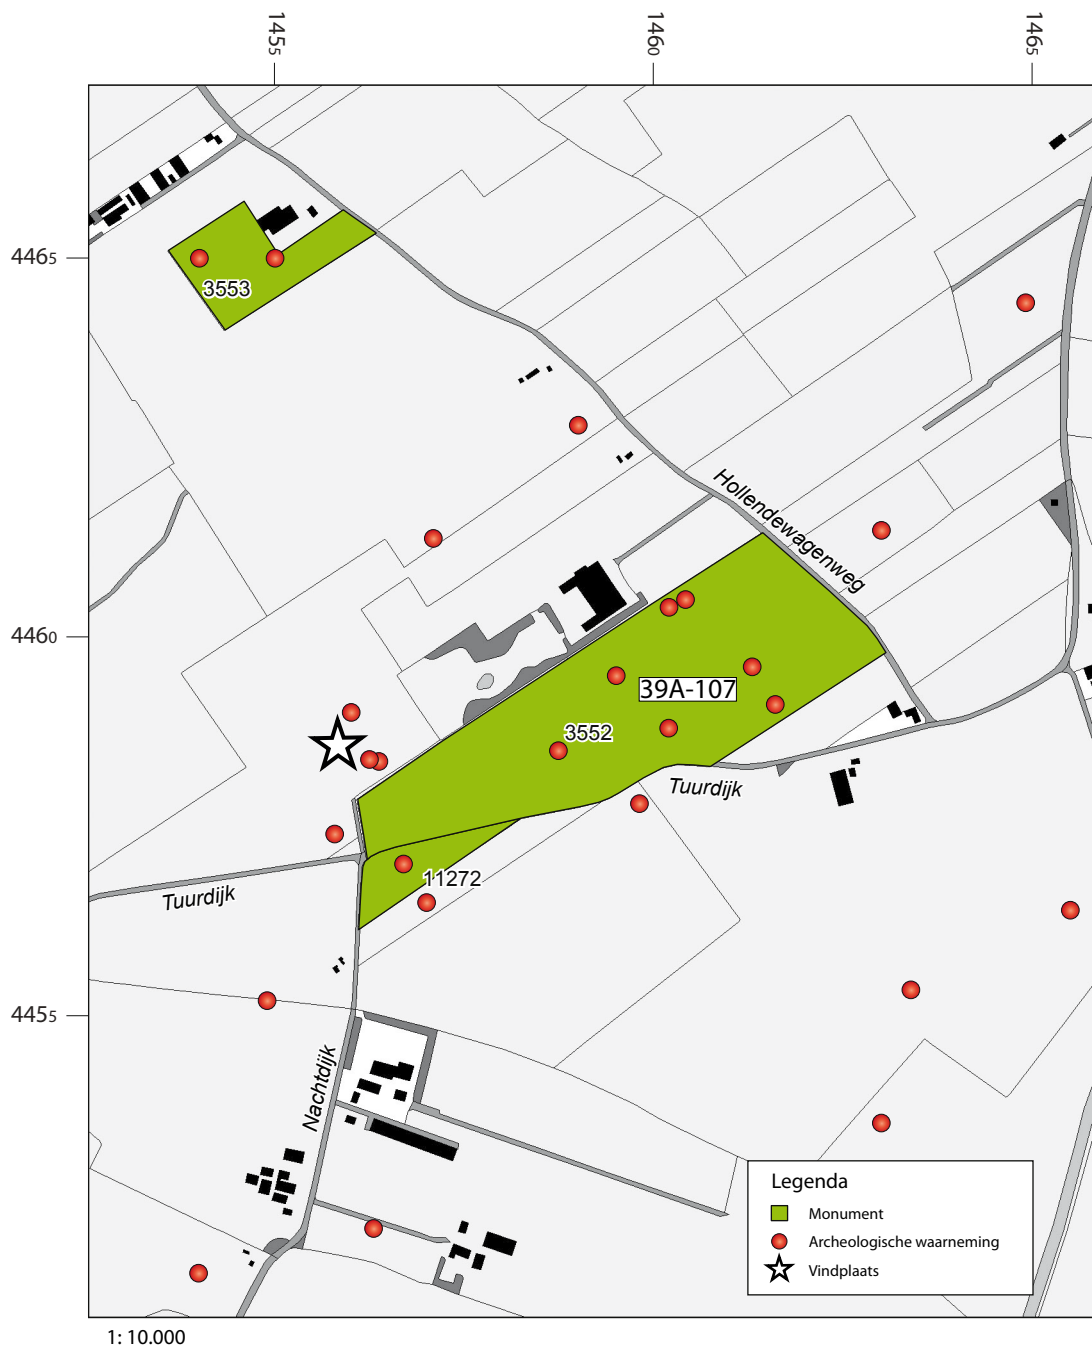 1455
1460
1465
4465
3553
Hollendewagenweg
4460
39A-107
3552
Tuurdijk
11272
Tuurdijk
4455
Nachtdijk
Legenda
Monument
Archeologische waarneming
Vindplaats
1: 10.000